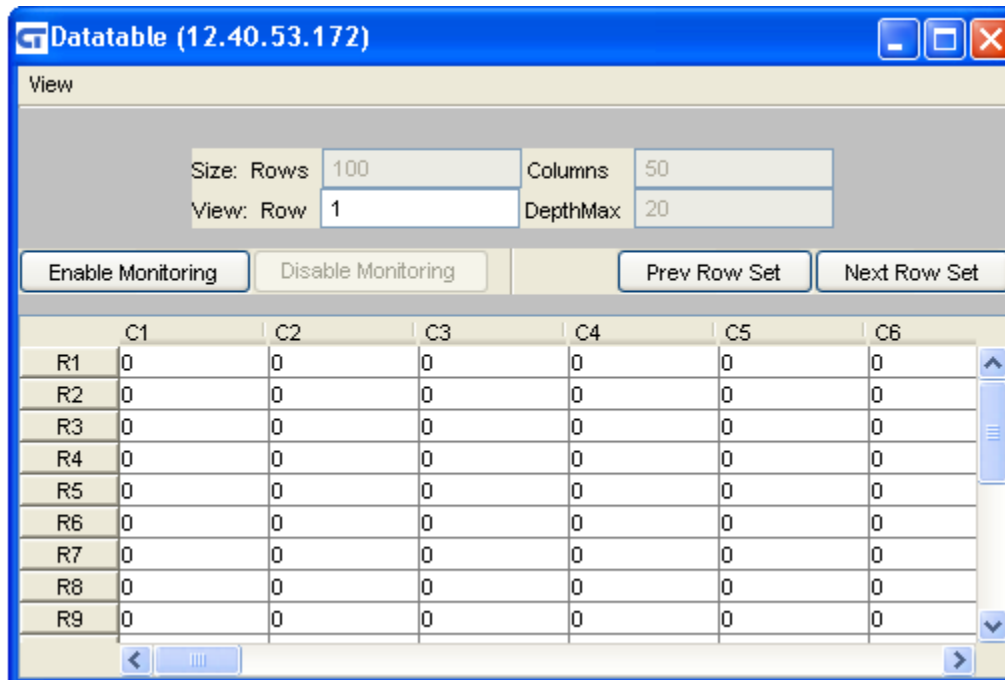 GT Datatable (12.40.53.172)
View
Size: Rows 100 Columns 50
View: Row 1 DepthMax 20
Enable Monitoring Disable Monitoring Prev Row Set Next Row Set
C1 C2 C3 C4 C5 C6
R1 0 0 0 0 0 0
R2 0 0 0 0 0 0
R3 0 0 0 0 0 0
R4 0 0 0 0 0 0
R5 0 0 0 0 0 0
R6 0 0 0 0 0 0
R7 0 0 0 0 0 0
R8 0 0 0 0 0 0
R9 0 0 0 0 0 0